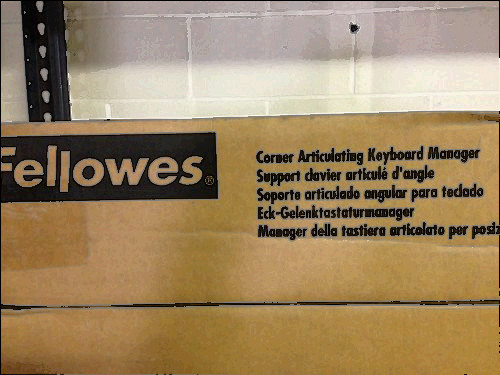 Fellowes®
Corner Articulating Keyboard Manager
Support clavier articulé d'angle
Soporte articulado angular para teclado
Eck-Gelenktastaturmanager
Manager della tastiera articolato per